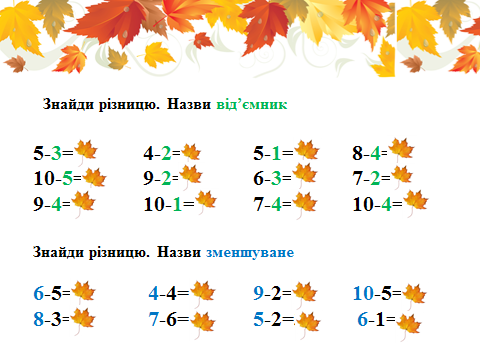 Знайди різницю. Назви від’ємник
5-3= 4-2= 5-1= 8-4=
10-5= 9-2= 6-3= 7-2=
9-4= 10-1= 7-4= 10-4=
Знайди різницю. Назви зменшуване
6-5= 4-4= 9-2= 10-5=
8-3= 7-6= 5-2= 6-1=